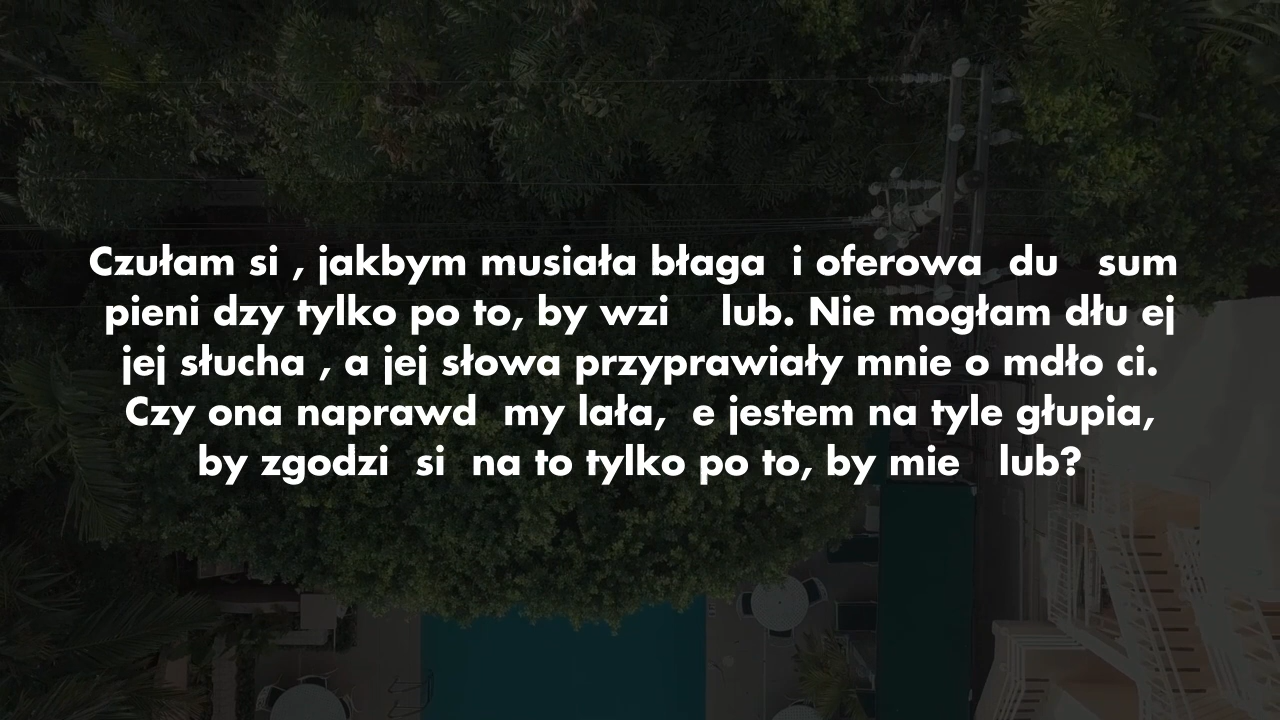 Czułam si , jakbym musiała błaga  i oferowa  du   sum
pieni dzy tylko po to, by wzi    lub. Nie mogłam dłu ej
jej słucha , a jej słowa przyprawiały mnie o mdło ci.
Czy ona naprawd  my lała,  e jestem na tyle głupia,
by zgodzi  si  na to tylko po to, by mie   lub?